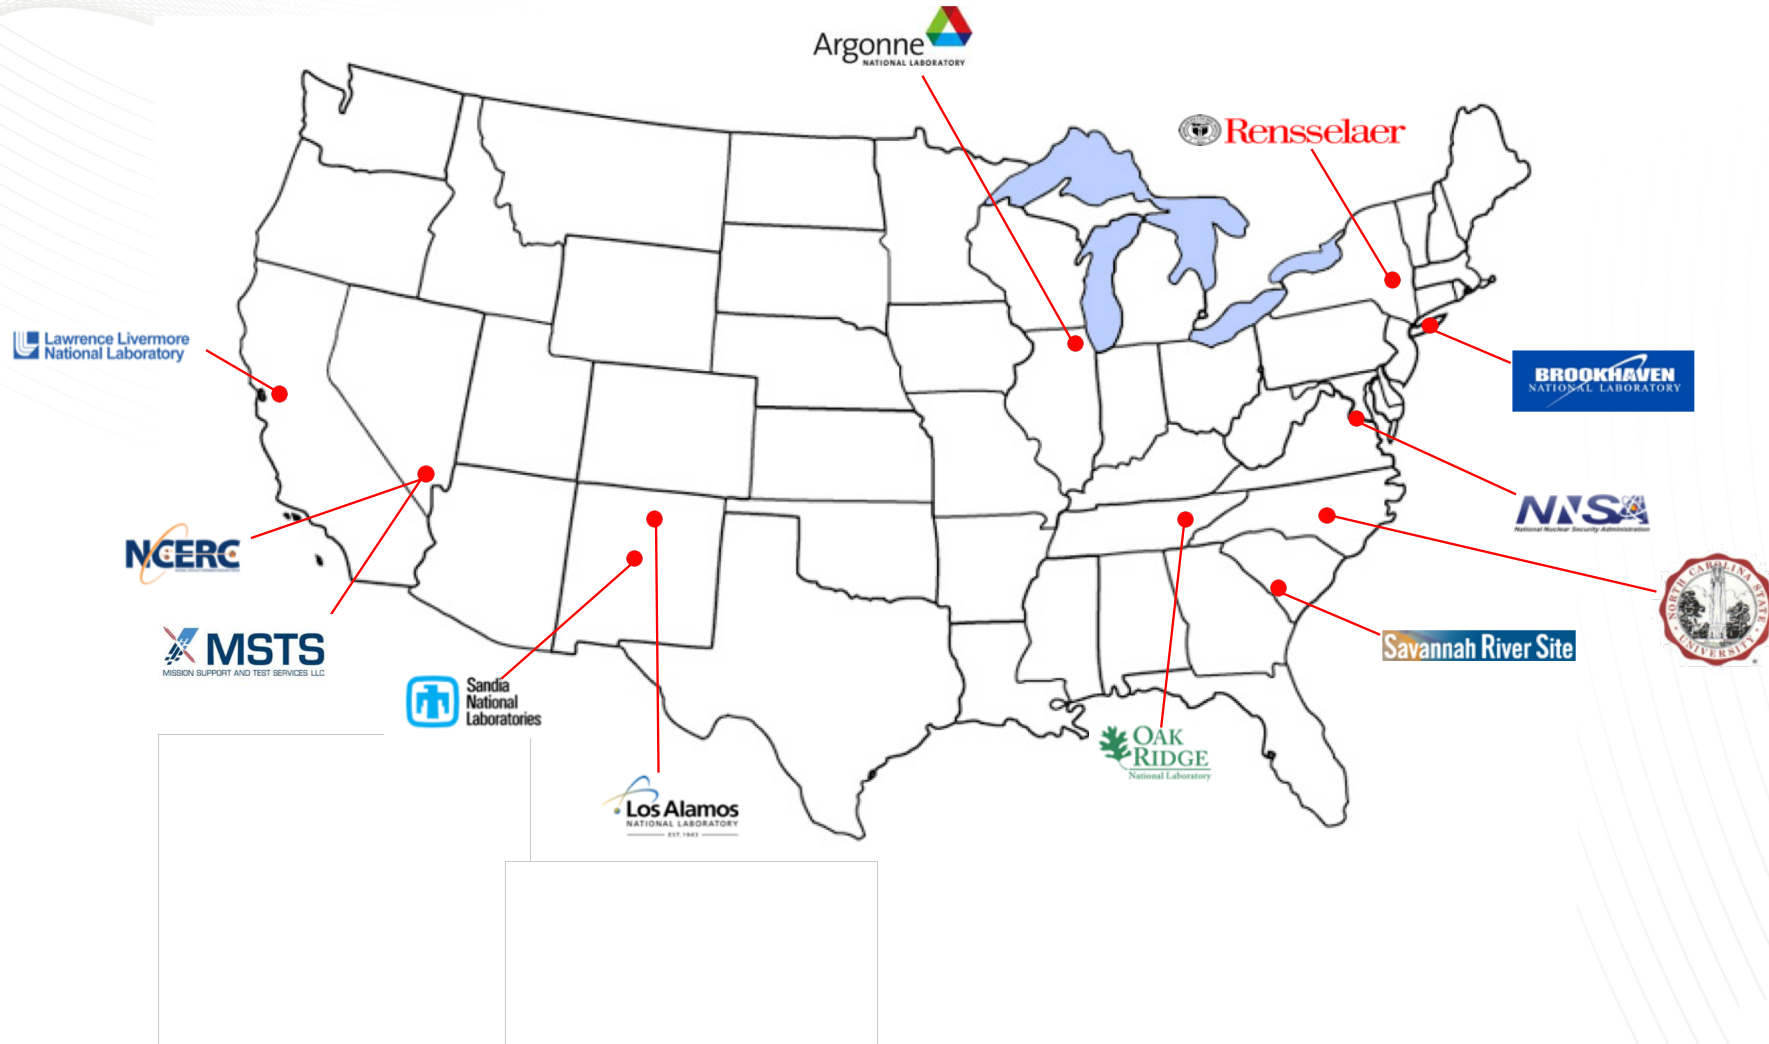 Argonne
NATIONAL LABORATORY
Rensselaer
Lawrence Livermore
National Laboratory
BROOKHAVEN
NATIONAL LABORATORY
NNSA
National Nuclear Security Administration
NCERC
NORTH CAROLINA STATE UNIVERSITY
MSTS
MISSION SUPPORT AND TEST SERVICES LLC
Savannah River Site
Sandia
National
Laboratories
OAK
RIDGE
National Laboratory
Los Alamos
NATIONAL LABORATORY
EST. 1943